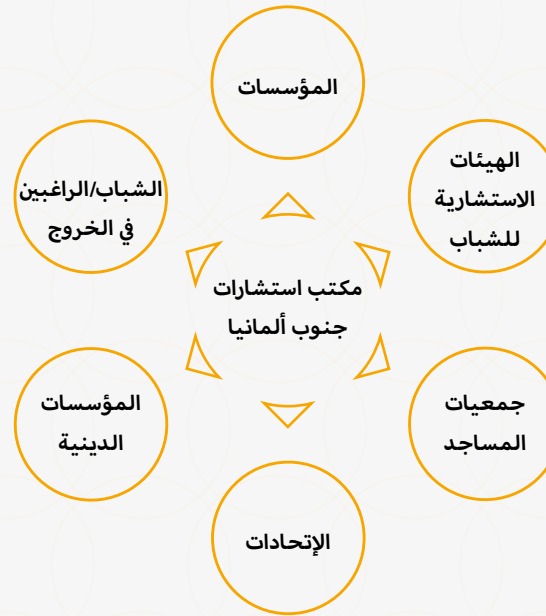 المؤسسات
الهيئات
الاستشارية
للشباب
الشباب/الراغبين
في الخروج
مكتب استشارات
جنوب ألمانيا
جمعيات
المساجد
المؤسسات
الدينية
الإتحادات